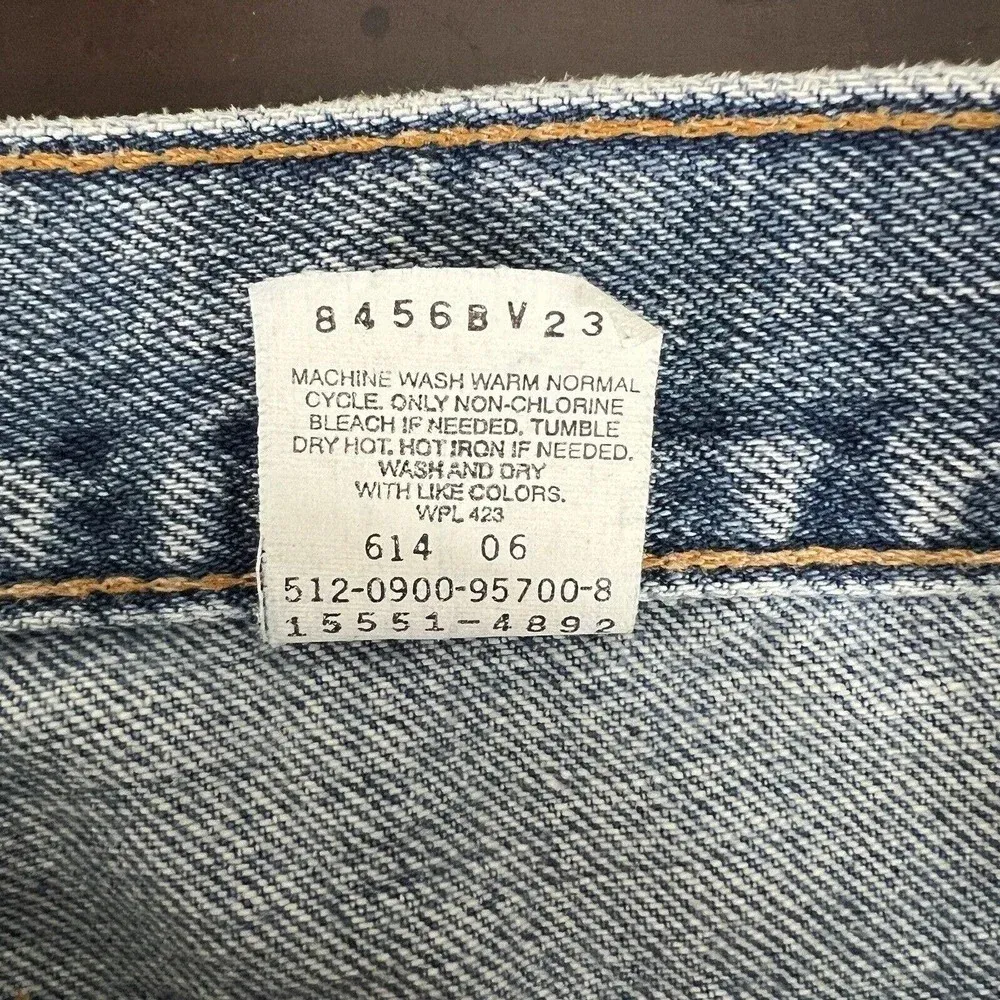 8456BV23
MACHINE WASH WARM NORMAL
CYCLE. ONLY NON-CHLORINE
BLEACH IF NEEDED, TUMBLE
DRY HOT. HOT IRON IF NEEDED.
WASH AND DRY
WITH LIKE COLORS.
WPL 423
614 06
512-0900-95700-8
15551-4892